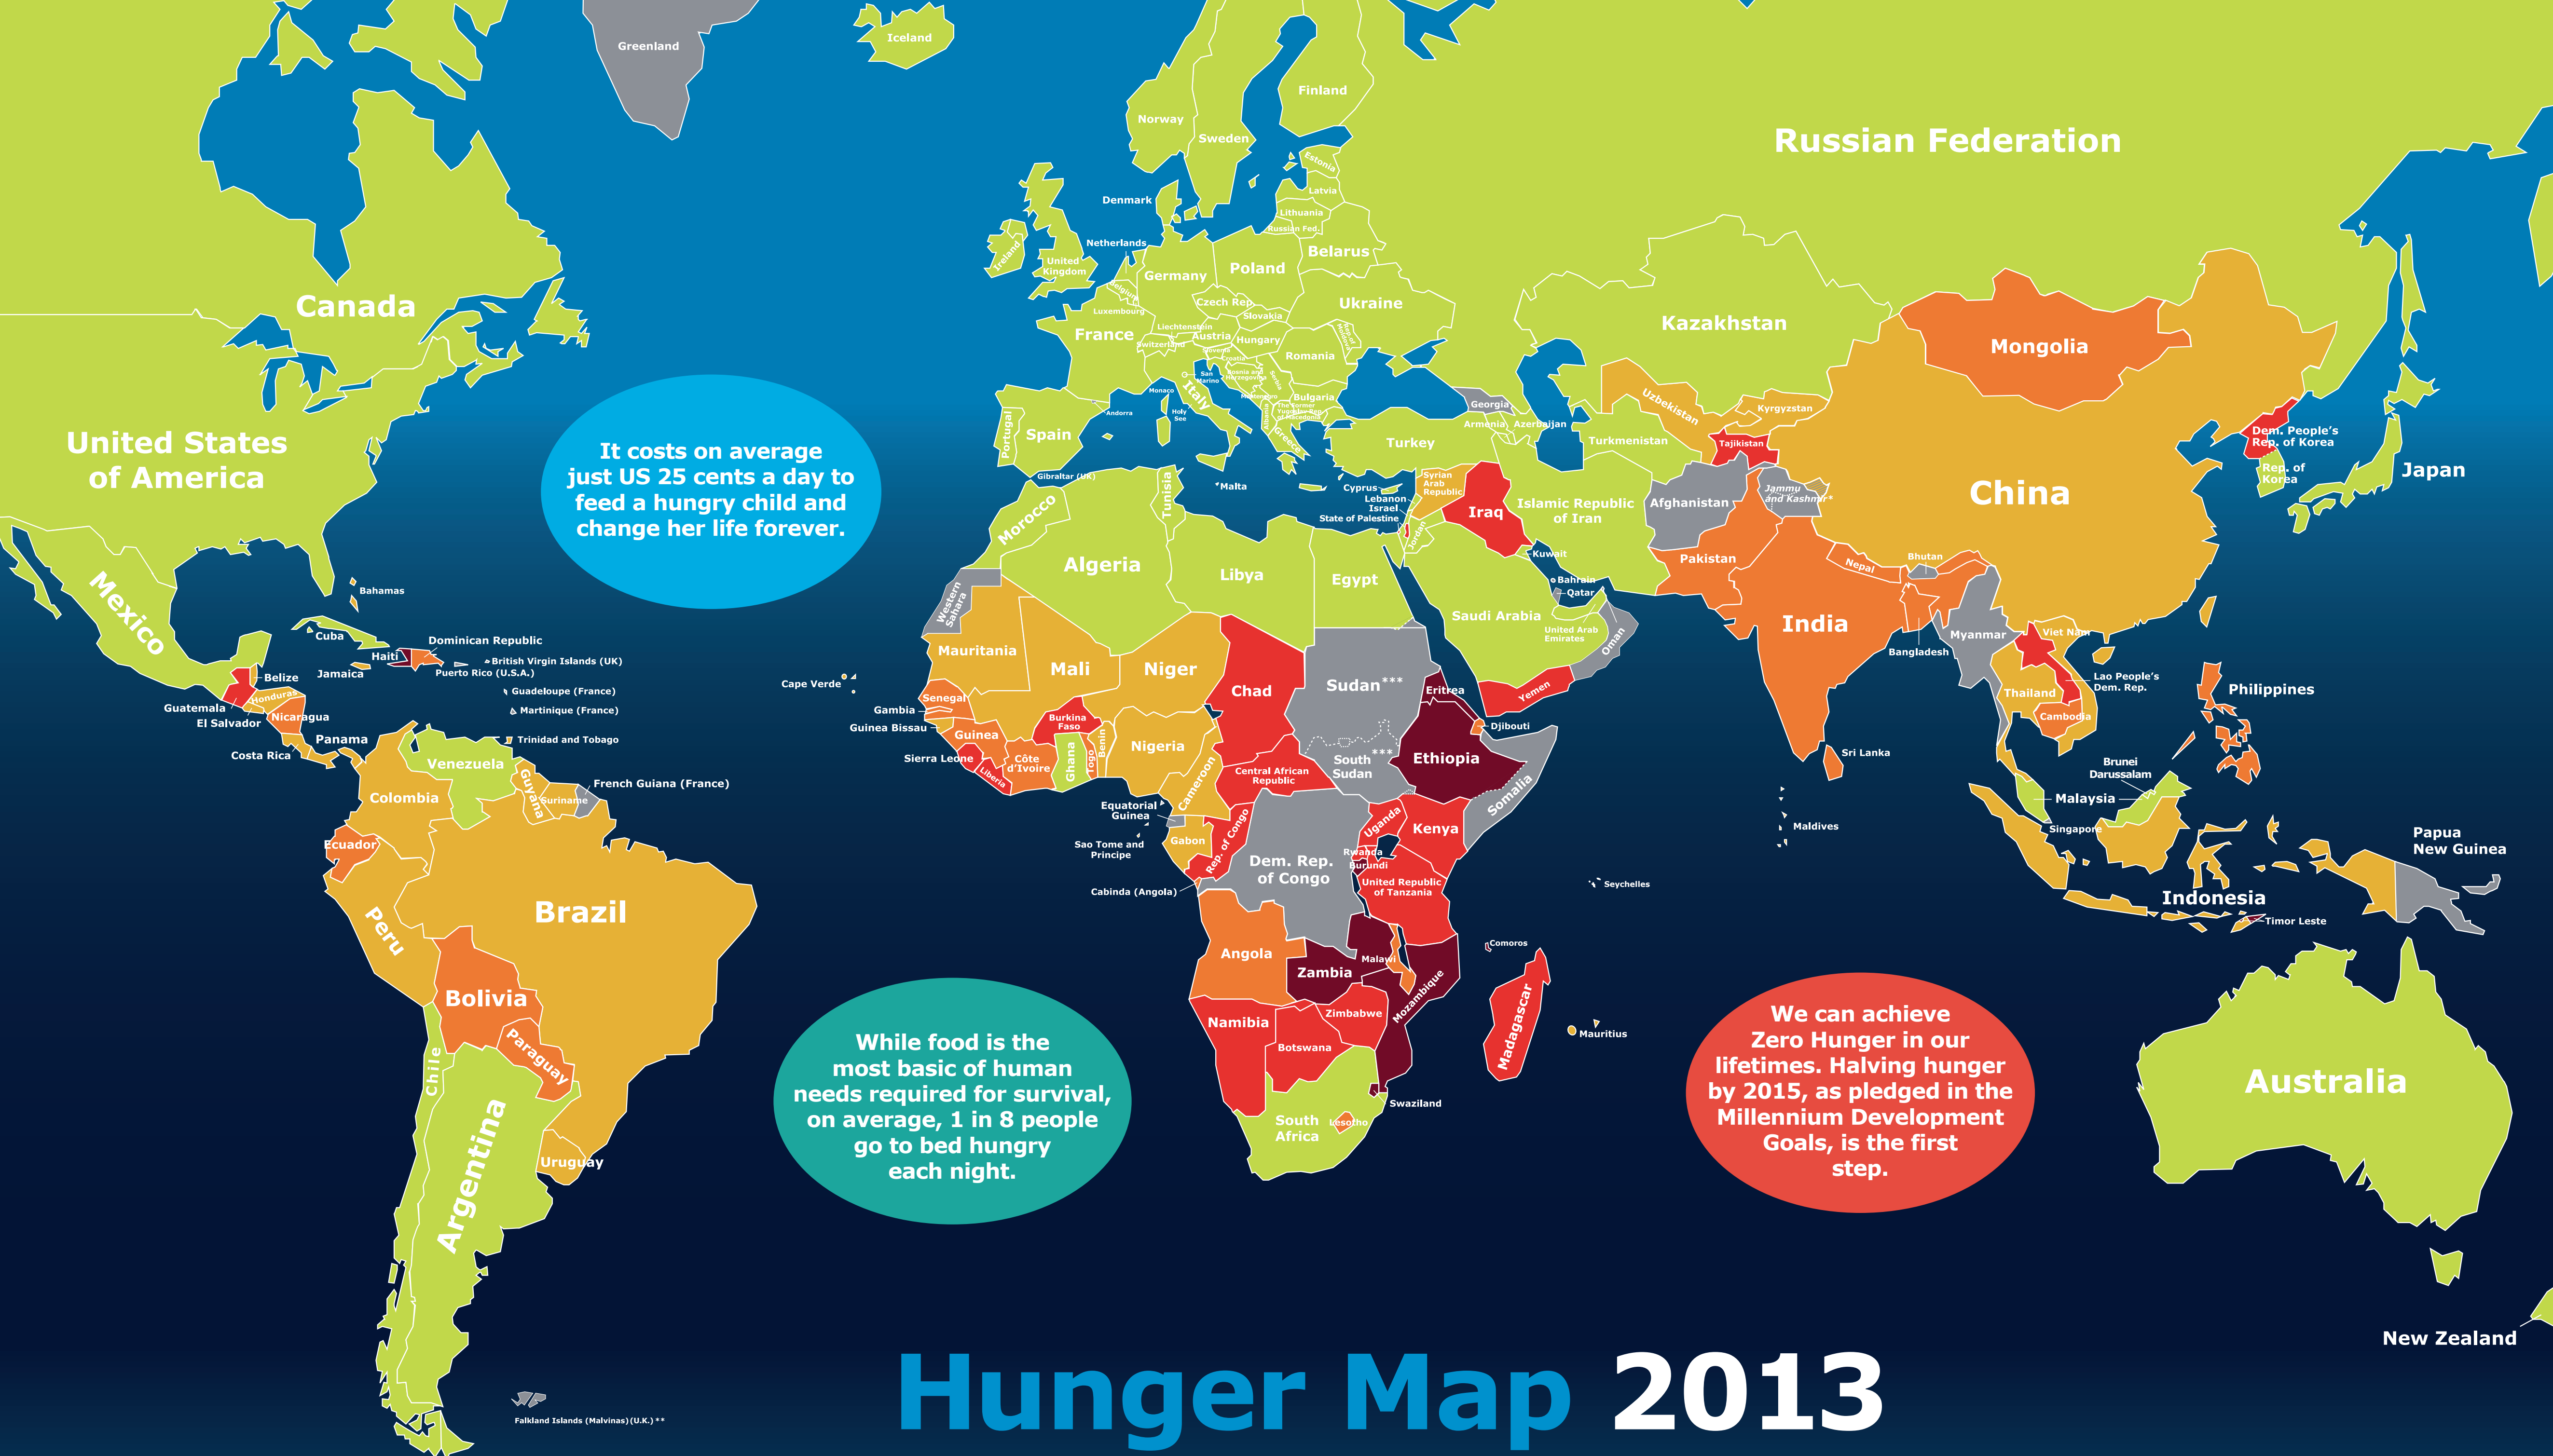 Greenland
Iceland
Norway
Sweden
Finland
Russian Federation
Estonia
Latvia
Lithuania
Russian Fed.
Denmark
Netherlands
Ireland
United
Kingdom
Belarus
Poland
Germany
Belgium
Luxembourg
Czech Rep.
Slovakia
Ukraine
Canada
France
Liechtenstein
Switzerland
Austria
Hungary
Slovenia
Croatia
Romania
Rep. of
Moldova
Kazakhstan
Mongolia
San
Marino
Bosnia and
Herzegovina
Serbia
Monaco
Italy
Montenegro
Bulgaria
Andorra
Holy
See
Albania
The Former
Yugoslav Rep.
of Macedonia
Greece
Georgia
Armenia
Azerbaijan
Uzbekistan
Kyrgyzstan
Turkmenistan
Tajikistan
Portugal
Spain
Turkey
Dem. People's
Rep. of Korea
Rep. of
Korea
Japan
United States
of America
It costs on average
just US 25 cents a day to
feed a hungry child and
change her life forever.
Gibraltar (UK)
Malta
Cyprus
Lebanon
Israel
State of Palestine
Syrian
Arab
Republic
Iraq
Jordan
Islamic Republic
of Iran
Afghanistan
Jammu
and Kashmir*
China
Morocco
Tunisia
Algeria
Libya
Egypt
Kuwait
Bahrain
Qatar
Saudi Arabia
United Arab
Emirates
Oman
Pakistan
Nepal
Bhutan
India
Myanmar
Bangladesh
Viet Nam
Lao People's
Dem. Rep.
Thailand
Cambodia
Philippines
Mexico
Bahamas
Cuba
Dominican Republic
Haiti
British Virgin Islands (UK)
Jamaica
Puerto Rico (U.S.A.)
Belize
Guadeloupe (France)
Honduras
Guatemala
Martinique (France)
El Salvador
Nicaragua
Panama
Trinidad and Tobago
Costa Rica
Western
Sahara
Mauritania
Mali
Niger
Chad
Sudan***
Eritrea
Yemen
Cape Verde
Senegal
Gambia
Guinea Bissau
Guinea
Sierra Leone
Liberia
Côte
d'Ivoire
Burkina
Faso
Ghana
Togo
Benin
Nigeria
Cameroon
Central African
Republic
***
South
Sudan
Ethiopia
Djibouti
Somalia
Sri Lanka
Maldives
Brunei
Darussalam
Malaysia
Singapore
Indonesia
Papua
New Guinea
Timor Leste
Venezuela
Colombia
Guyana
Suriname
French Guiana (France)
Ecuador
Peru
Brazil
Equatorial
Guinea
Sao Tome and
Principe
Gabon
Rep. of Congo
Cabinda (Angola)
Dem. Rep.
of Congo
Uganda
Kenya
Rwanda
Burundi
United Republic
of Tanzania
Seychelles
Comoros
Angola
Zambia
Malawi
Mozambique
Madagascar
Mauritius
Namibia
Zimbabwe
Botswana
Swaziland
South
Africa
Lesotho
Bolivia
Paraguay
Chile
Argentina
Uruguay
While food is the
most basic of human
needs required for survival,
on average, 1 in 8 people
go to bed hungry
each night.
We can achieve
Zero Hunger in our
lifetimes. Halving hunger
by 2015, as pledged in the
Millennium Development
Goals, is the first
step.
Australia
New Zealand
Falkland Islands (Malvinas)(U.K.)**
Hunger Map 2013